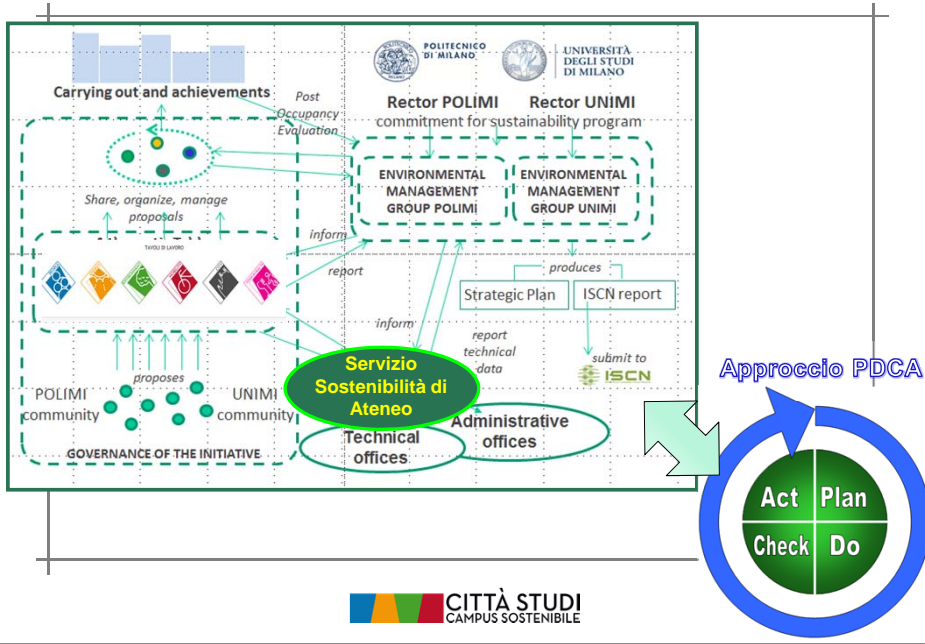 POLITECNICO
DI MILANO
UNIVERSITÀ
DEGLI STUDI
DI MILANO
Carrying out and achievements
Post
Occupancy
Evaluation
Rector POLIMI
Rector UNIMI
commitment for sustainability program
ENVIRONMENTAL
MANAGEMENT
GROUP POLIMI
ENVIRONMENTAL
MANAGEMENT
GROUP UNIMI
Share, organize, manage
proposals
TAVOLI DI LAVORO
inform
report
produces
Strategic Plan
ISCN report
inform
report
technical
data
submit to
ISCN
proposes
POLIMI
community
UNIMI
community
Servizio
Sostenibilità di
Ateneo
Administrative
offices
Technical
offices
GOVERNANCE OF THE INITIATIVE
Approccio PDCA
Act Plan
Check Do
CITTÀ STUDI
CAMPUS SOSTENIBILE